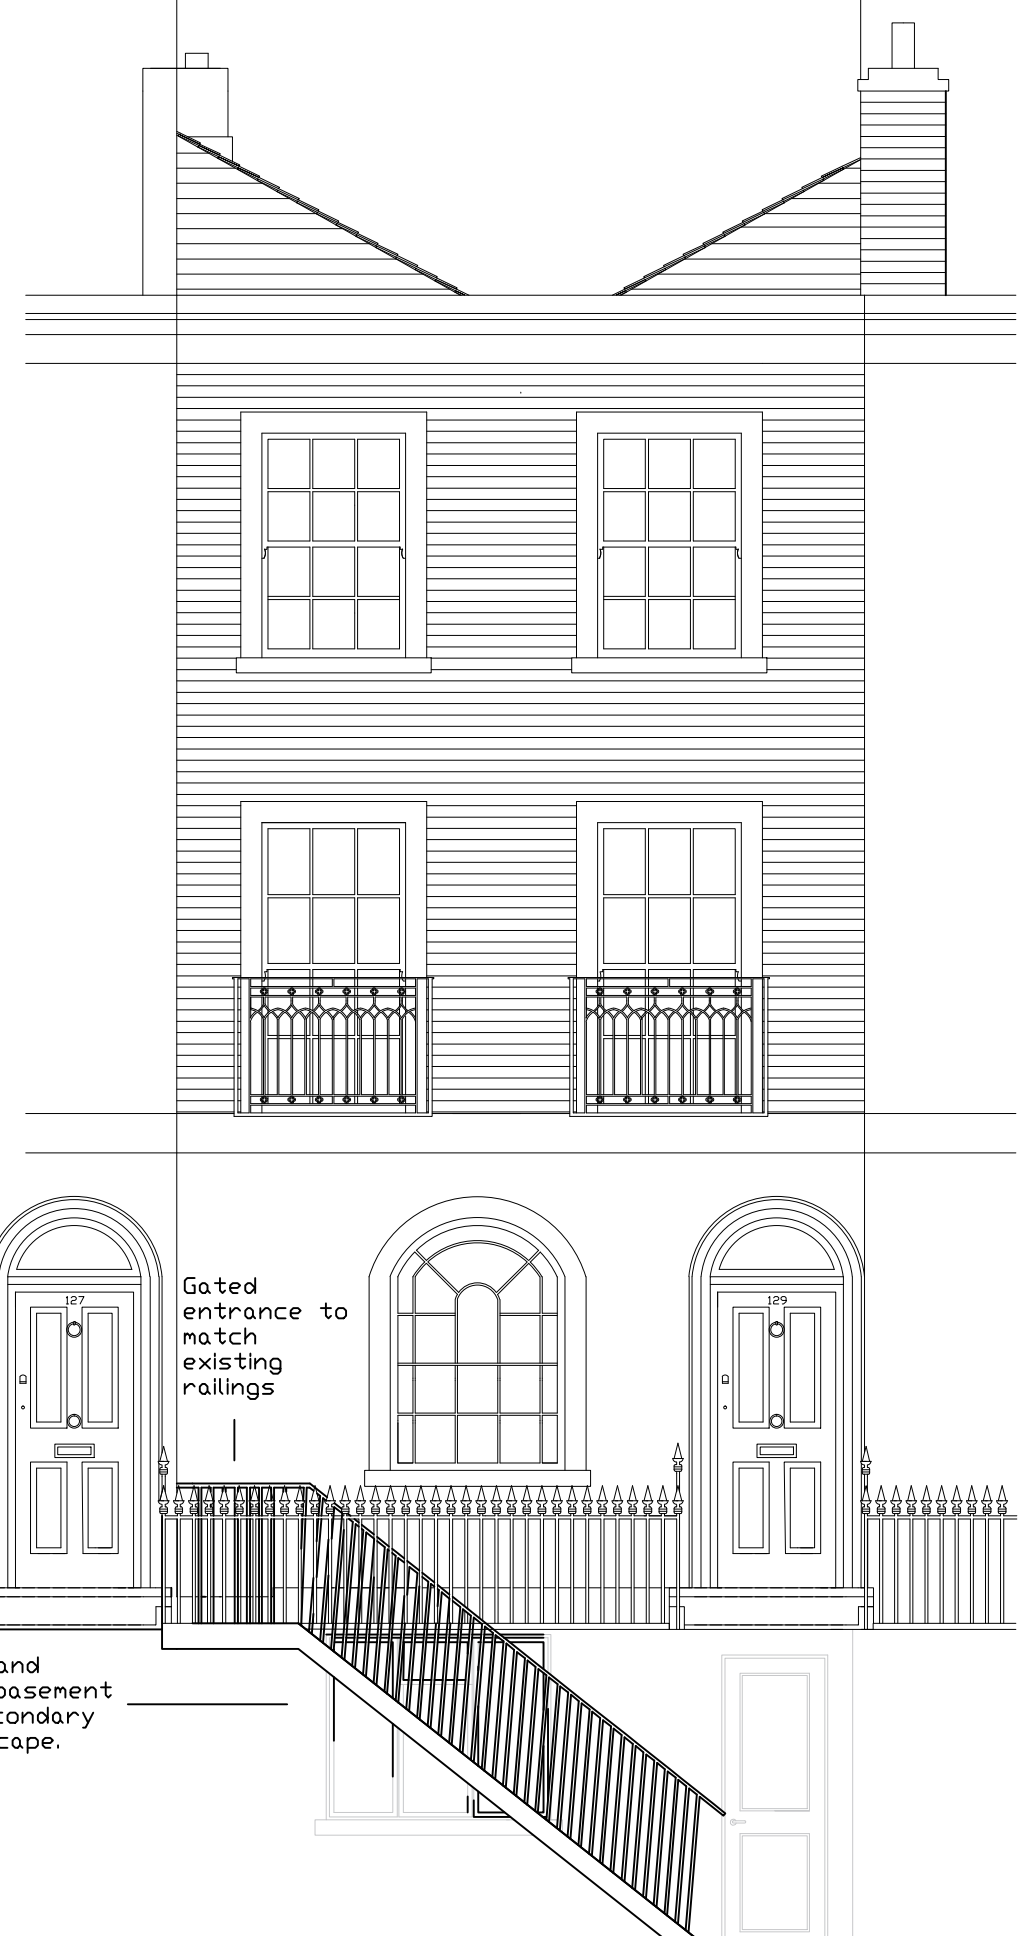 127
129
Gated
entrance to
match
existing
railings
and
basement
condary
cape.